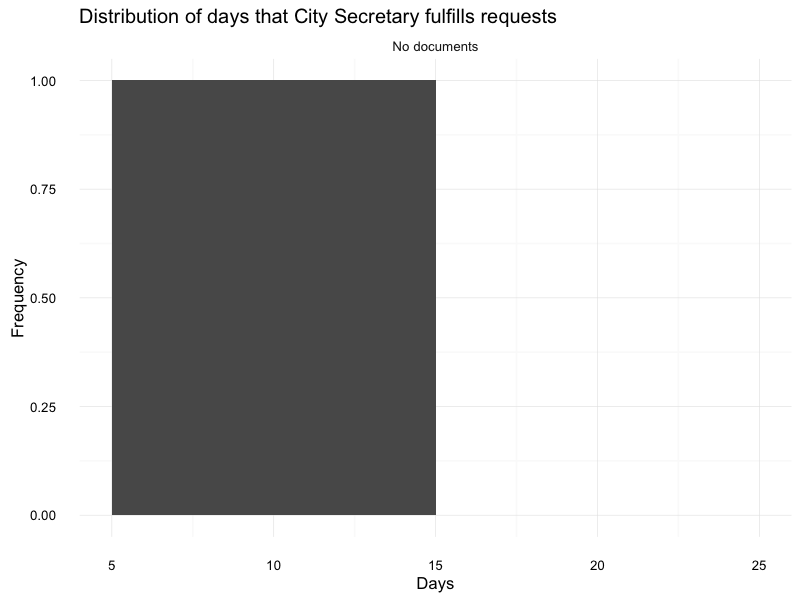 Distribution of days that City Secretary fulfills requests
No documents
1.00
0.75
0.50
0.25
0.00
Frequency
5 10 15 20 25
Days